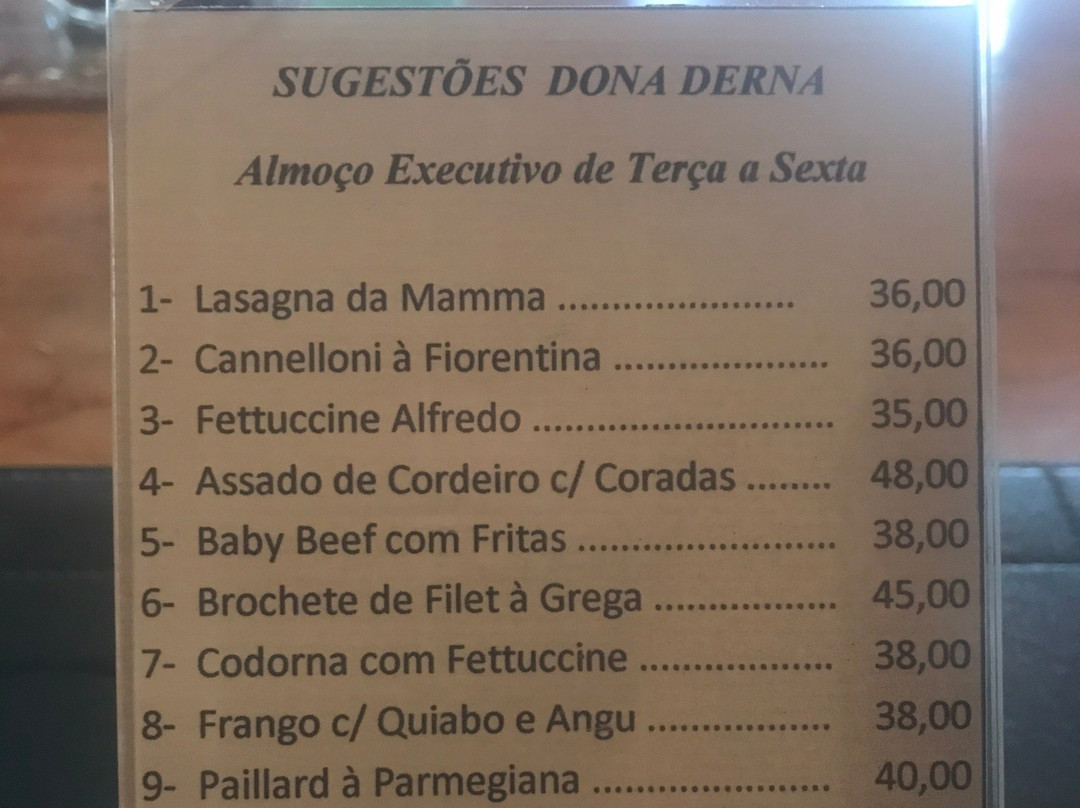 SUGESTÕES DONA DERNA
Almoço Executivo de Terça a Sexta
1- Lasagna da Mamma ...................... 36,00
2- Cannelloni à Fiorentina .................... 36,00
3- Fettuccine Alfredo ............................ 35,00
4- Assado de Cordeiro c/ Coradas ........ 48,00
5- Baby Beef com Fritas ........................ 38,00
6- Brochete de Filet à Grega ................. 45,00
7- Codorna com Fettuccine .................. 38,00
8- Frango c/ Quiabo e Angu ................. 38,00
9- Paillard à Parmegiana ...................... 40,00